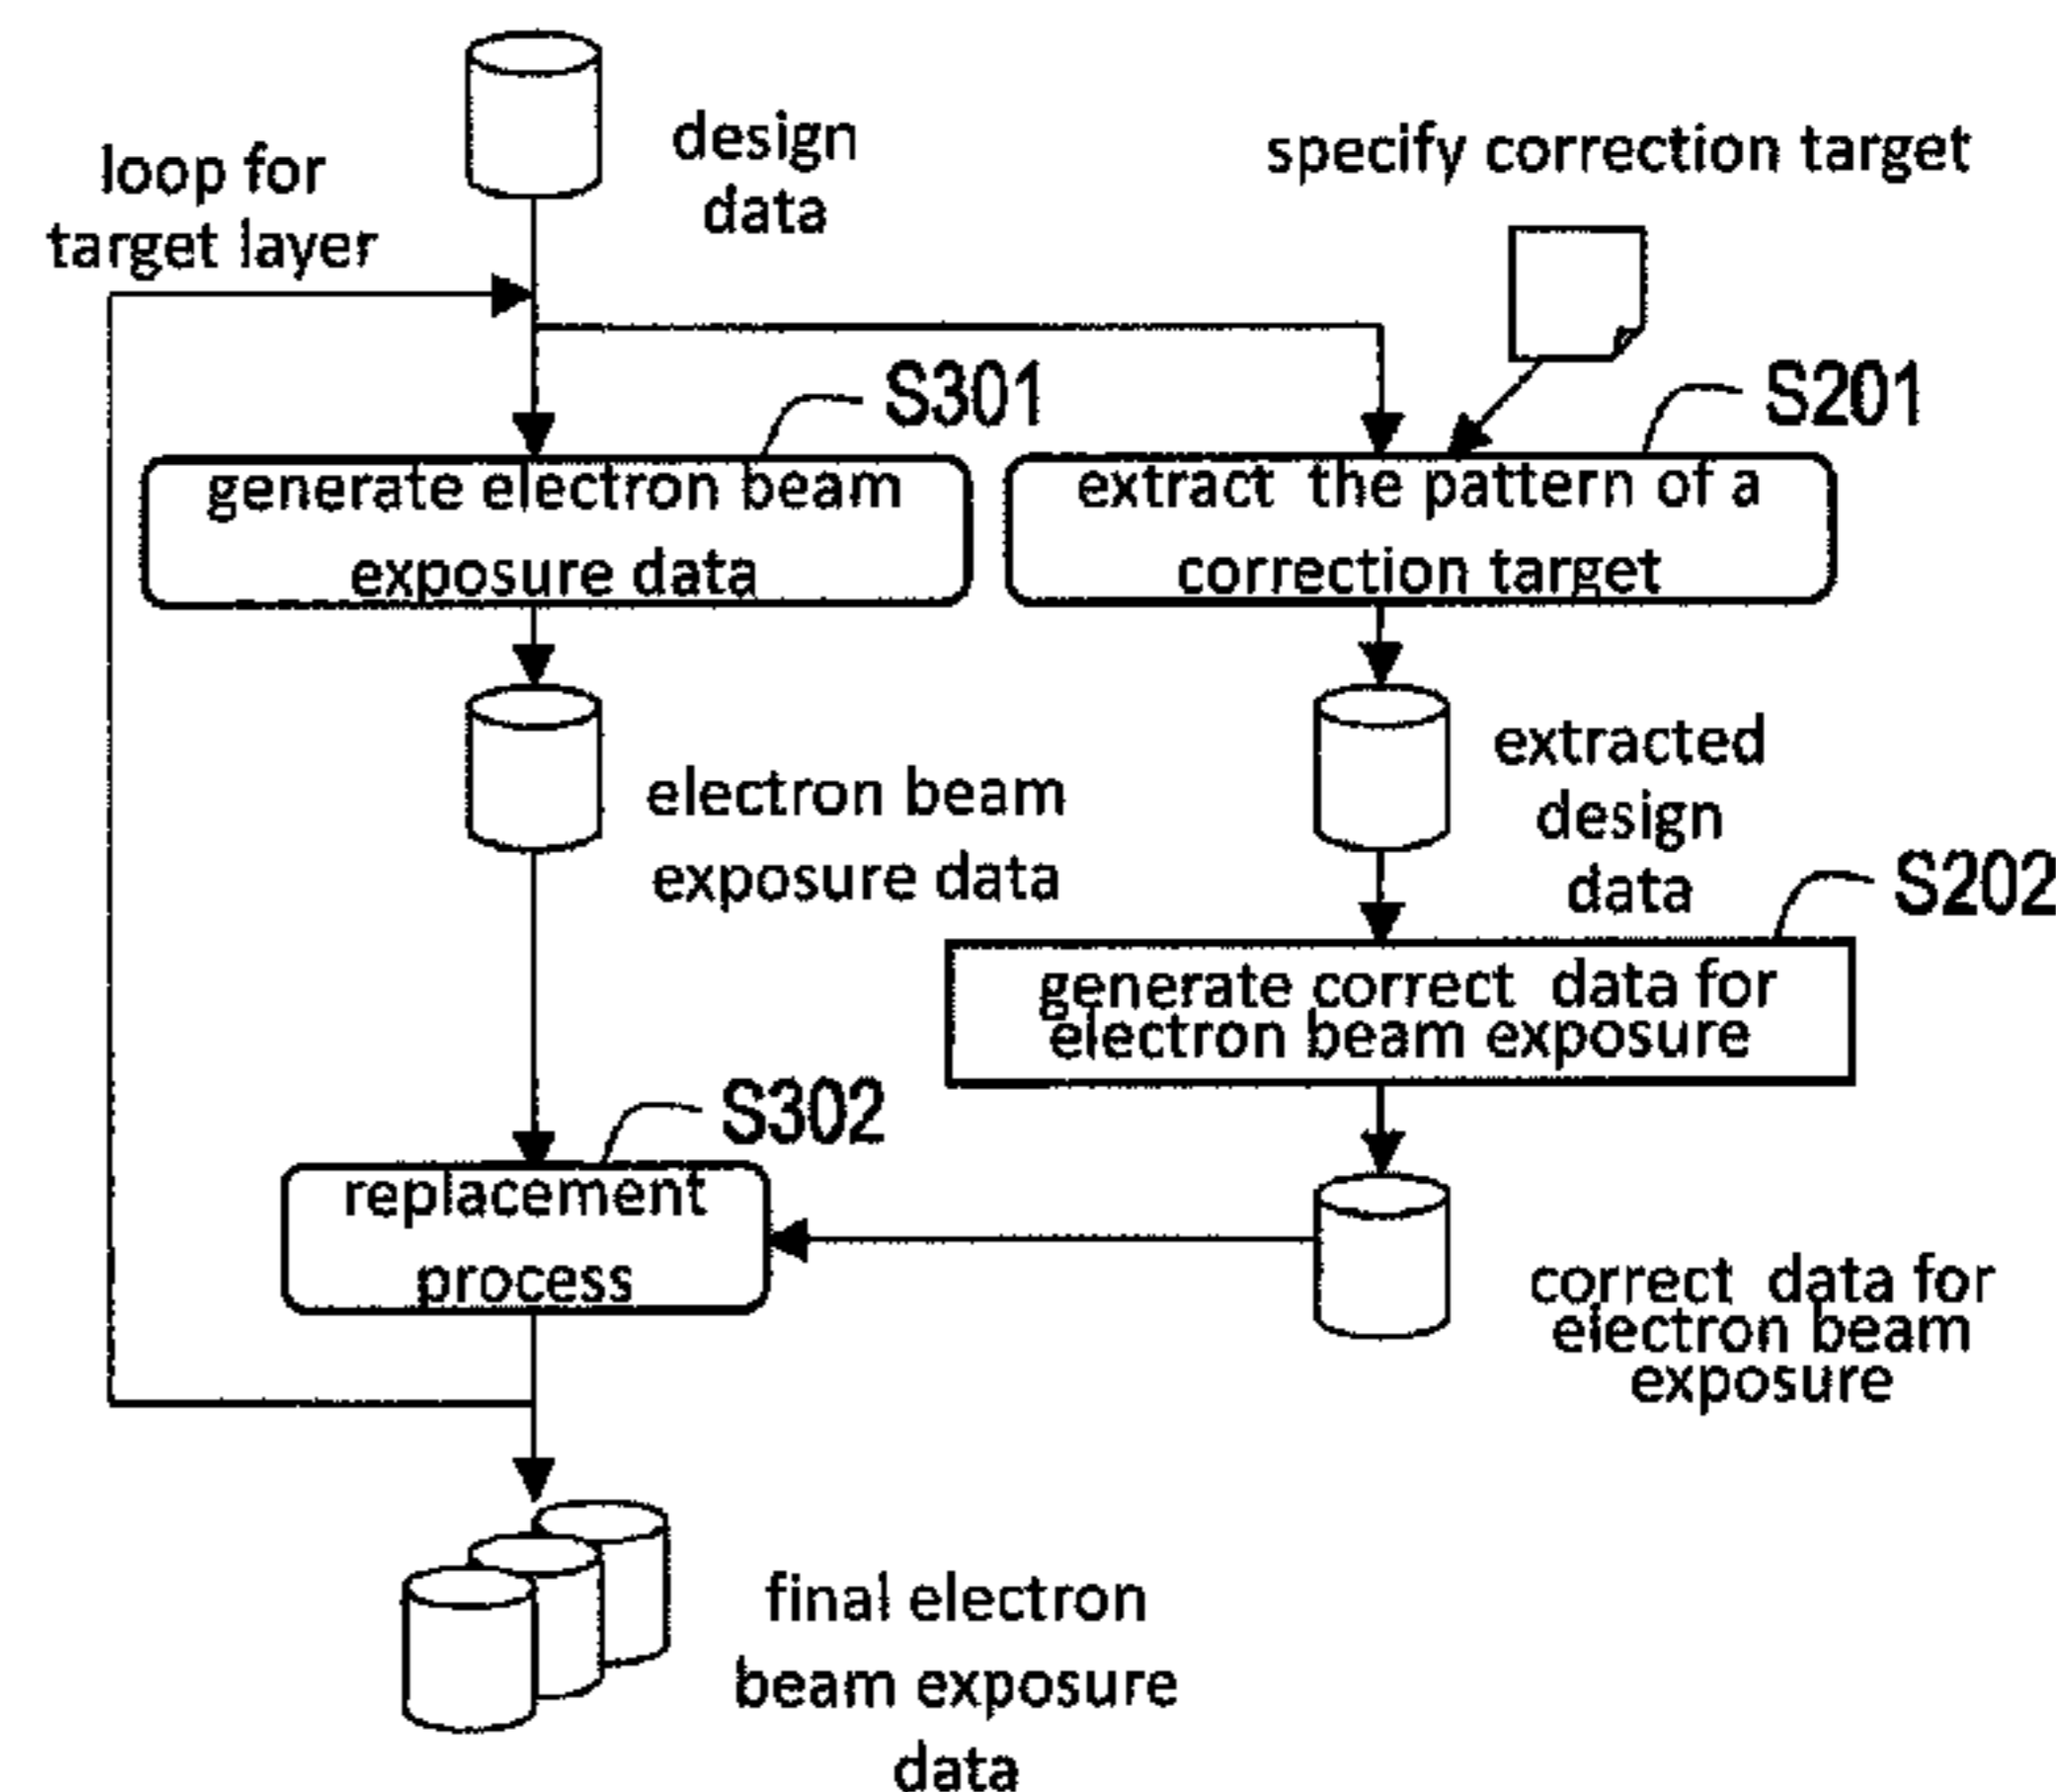 design
data
loop for
target layer
specify correction target
S301
S201
generate electron beam
exposure data
extract the pattern of a
correction target
electron beam
exposure data
extracted
design
data
S202
generate correct data for
electron beam exposure
S302
replacement
process
correct data for
electron beam
exposure
final electron
beam exposure
data